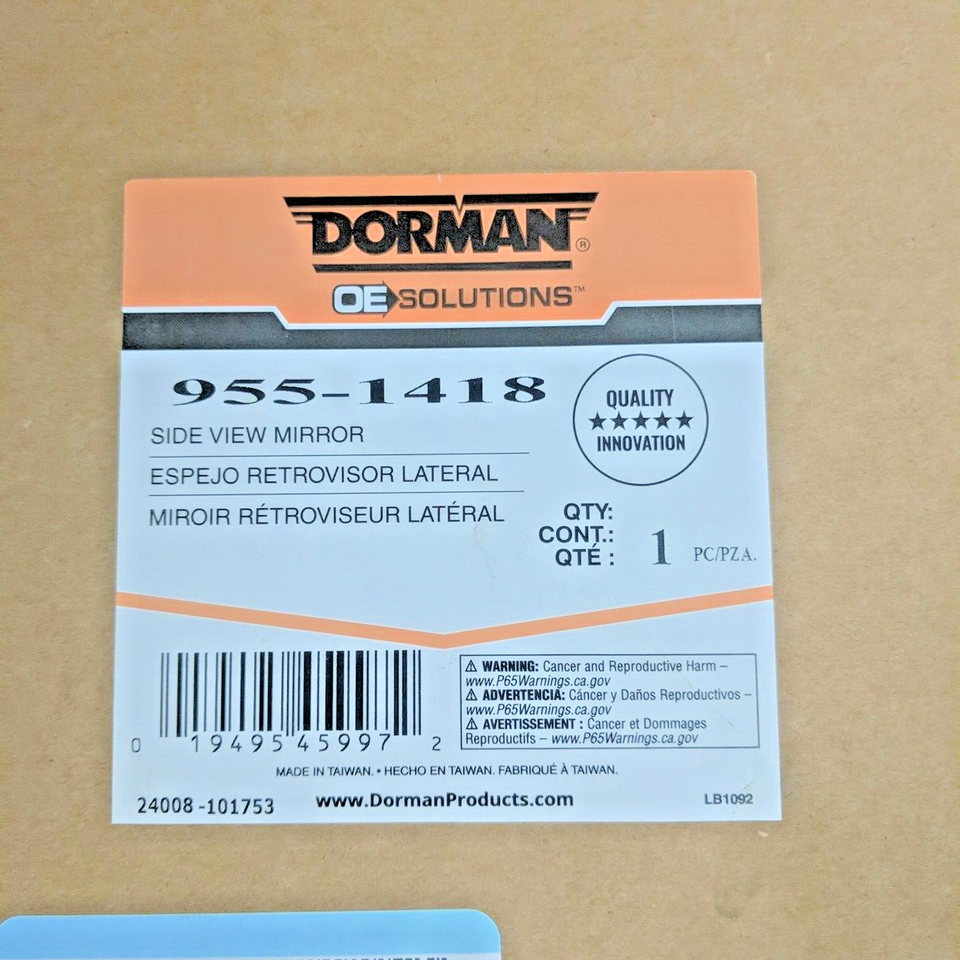 DORMAN®
OE SOLUTIONS™
955-1418
SIDE VIEW MIRROR
ESPEJO RETROVISOR LATERAL
MIROIR RÉTROVISEUR LATÉRAL
QUALITY
★★★★★
INNOVATION
QTY:
CONT.:
QTÉ : 1 PC/PZA.
0 19495 45997 2
⚠ WARNING: Cancer and Reproductive Harm –
www.P65Warnings.ca.gov
⚠ ADVERTENCIA: Cáncer y Daños Reproductivos –
www.P65Warnings.ca.gov
⚠ AVERTISSEMENT : Cancer et Dommages
Reproductifs – www.P65Warnings.ca.gov
MADE IN TAIWAN. • HECHO EN TAIWAN. FABRIQUÉ À TAIWAN.
24008-101753
www.DormanProducts.com
LB1092